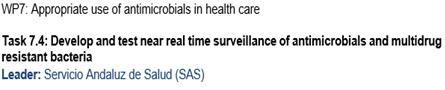 WP7: Appropriate use of antimicrobials in health care
Task 7.4: Develop and test near real time surveillance of antimicrobials and multidrug
resistant bacteria
Leader: Servicio Andaluz de Salud (SAS)